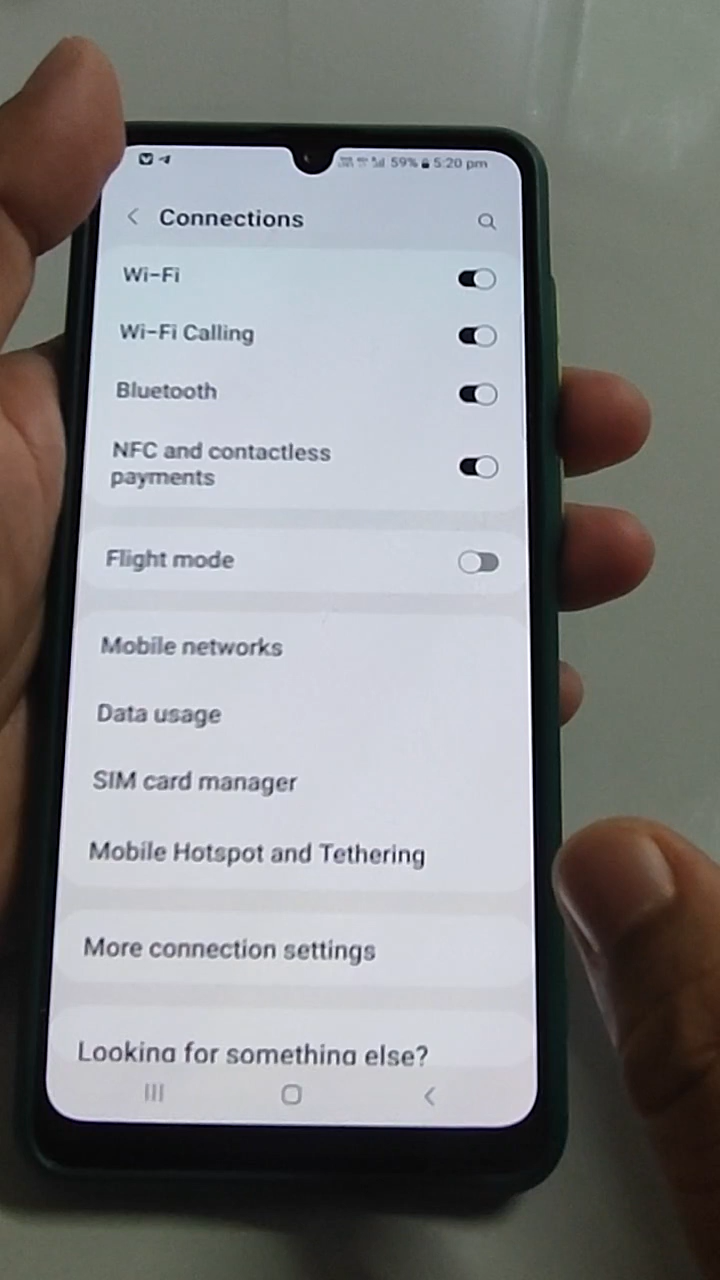 59% 5:20 pm
Connections
Wi-Fi
Wi-Fi Calling
Bluetooth
NFC and contactless
payments
Flight mode
Mobile networks
Data usage
SIM card manager
Mobile Hotspot and Tethering
More connection settings
Looking for something else?